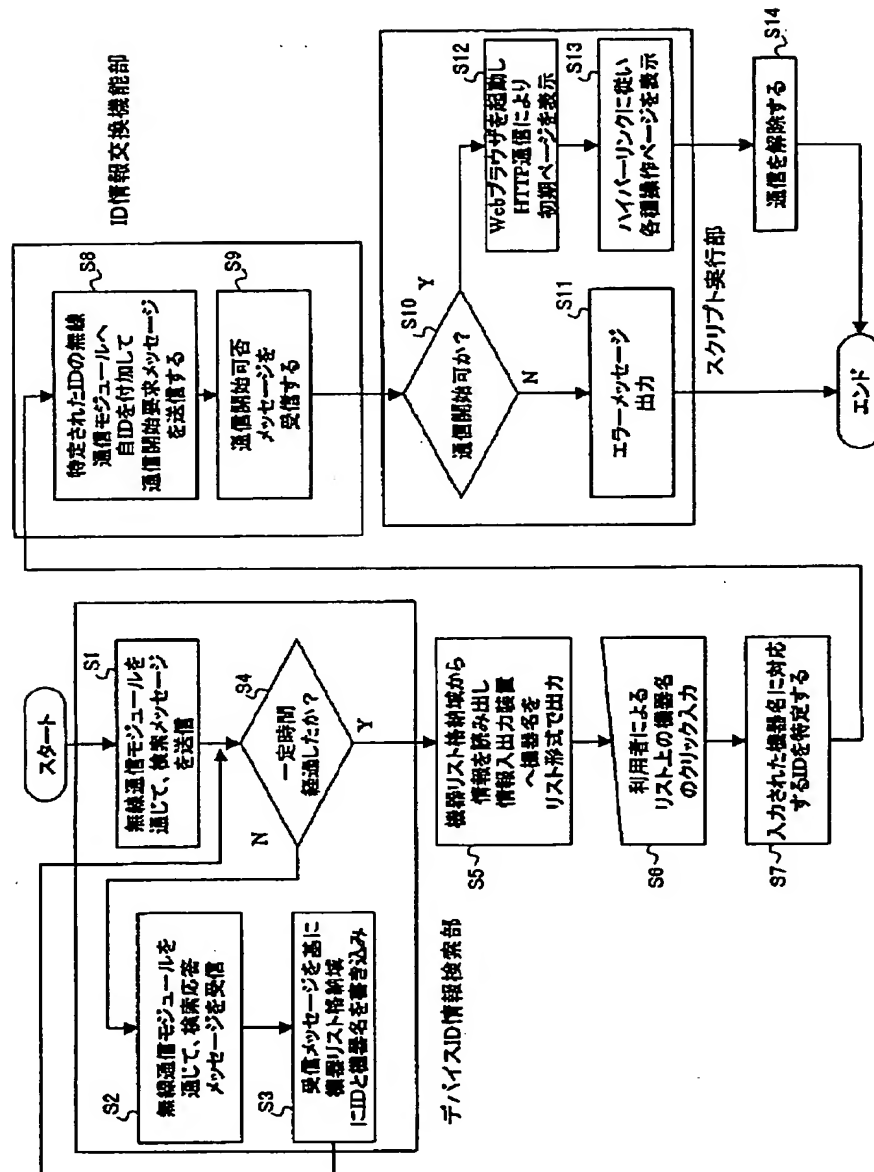 スタート
S1
無線通信モジュールを
通じて、検索メッセージ
を送信
S4
一定時間
経過したか?
N
Y
S2
無線通信モジュールを
通じて、検索応答
メッセージを受信
S3
受信メッセージを基に
機器リスト格納域
にIDと機器名を書き込み
デバイスID情報検索部
S5
機器リスト格納域から
情報を読み出し
情報入出力装置
へ機器名を
リスト形式で出力
S6
利用者による
リスト上の機器名
のクリック入力
S7
入力された機器名に対応
するIDを特定する
ID情報交換機能部
S8
特定されたIDの無線
通信モジュールへ
自IDを付加して
通信開始要求メッセージ
を送信する
S9
通信開始可否
メッセージを
受信する
S10
通信開始可か?
Y
N
S11
エラーメッセージ
出力
S12
Webブラウザを起動し
HTTP通信により
初期ページを表示
S13
ハイパーリンクに従い
各種操作ページを表示
スクリプト実行部
S14
通信を解除する
エンド